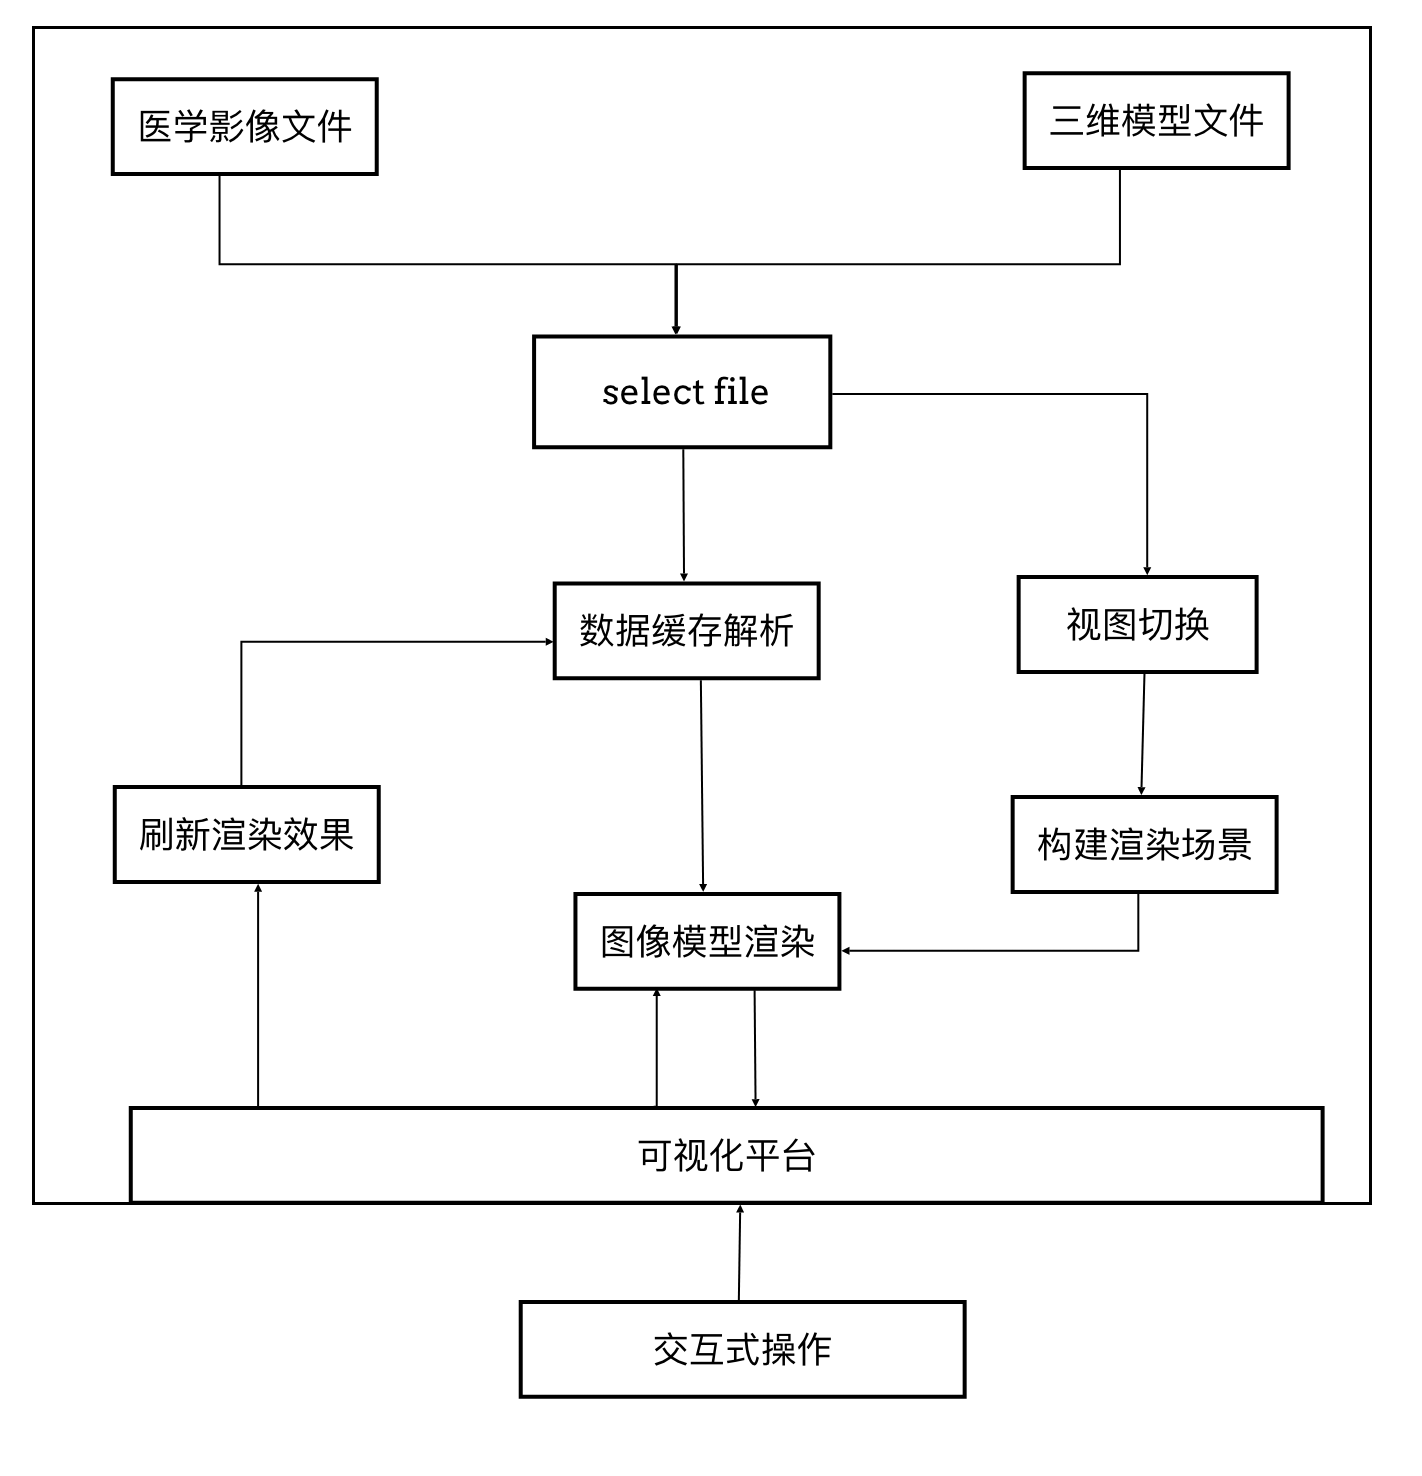 医学影像文件
三维模型文件
select file
数据缓存解析
视图切换
刷新渲染效果
构建渲染场景
图像模型渲染
可视化平台
交互式操作